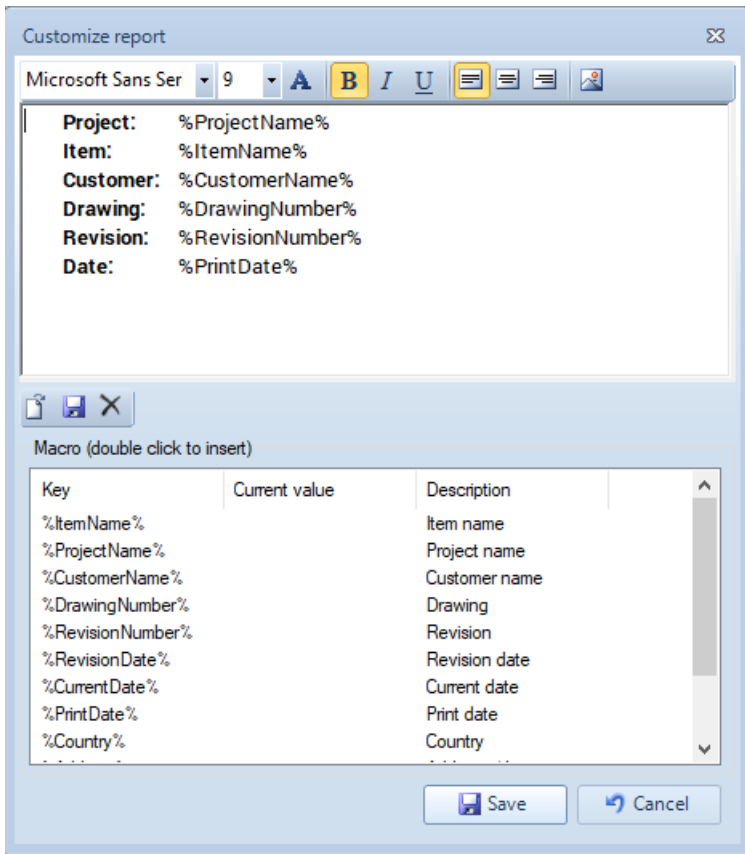 Customize report
Microsoft Sans Ser 9 A B I U
Project: %ProjectName%
Item: %ItemName%
Customer: %CustomerName%
Drawing: %DrawingNumber%
Revision: %RevisionNumber%
Date: %PrintDate%
Macro (double click to insert)
Key Current value Description
%ItemName% Item name
%ProjectName% Project name
%CustomerName% Customer name
%DrawingNumber% Drawing
%RevisionNumber% Revision
%RevisionDate% Revision date
%CurrentDate% Current date
%PrintDate% Print date
%Country% Country
Save Cancel